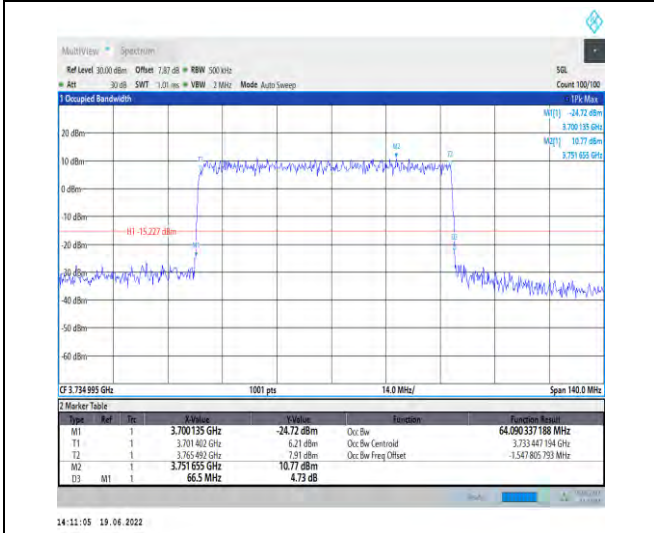 MultiView Spectrum
Ref Level 30.00 dBm Offset 7.87 dB RBW 500 kHz SGL
Att 30 dB SWT 1.01 ms VBW 2 MHz Mode Auto Sweep Count 100/100
1 Occupied Bandwidth 1Pk Max
M1[1] -24.72 dBm
3.700 135 GHz
M2[1] 10.77 dBm
3.751 655 GHz
20 dBm
M2
T1 T2
10 dBm
0 dBm
-10 dBm
H1 -15.227 dBm
-20 dBm
M1 D3
-30 dBm
-40 dBm
-50 dBm
-60 dBm
CF 3.734 995 GHz 1001 pts 14.0 MHz/ Span 140.0 MHz
2 Marker Table
Type Ref Trc X-Value Y-Value Function Function Result
M1 1 3.700 135 GHz -24.72 dBm Occ Bw 64.090 337 188 MHz
T1 1 3.701 402 GHz 6.21 dBm Occ Bw Centroid 3.733 447 194 GHz
T2 1 3.765 492 GHz 7.91 dBm Occ Bw Freq Offset -1.547 805 793 MHz
M2 1 3.751 655 GHz 10.77 dBm
D3 M1 1 66.5 MHz 4.73 dB
14:11:05 19.06.2022